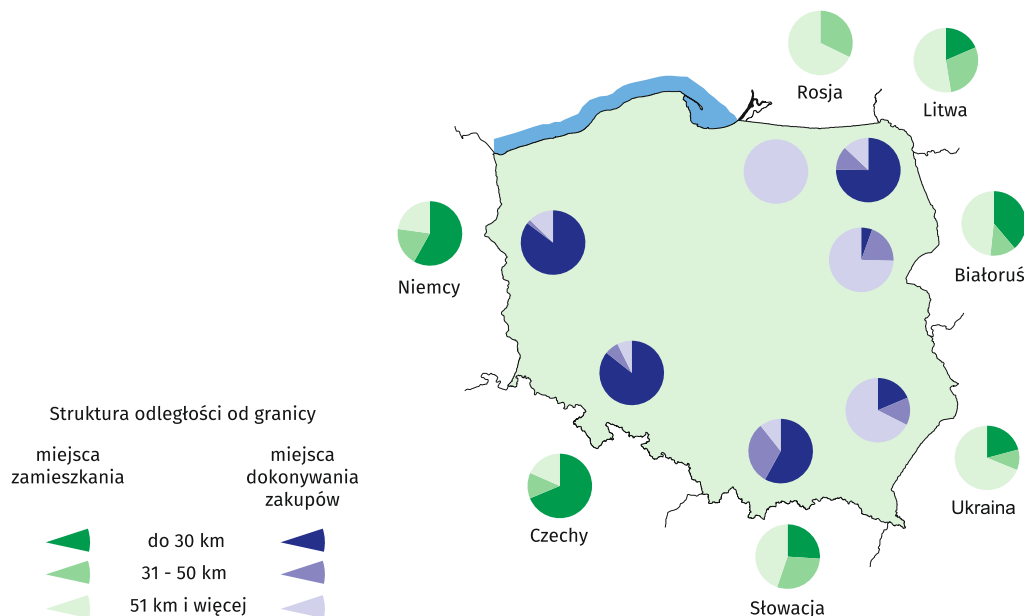 Rosja
Litwa
Niemcy
Białoruś
Struktura odległości od granicy
miejsca
zamieszkania
miejsca
dokonywania
zakupów
do 30 km
31 - 50 km
51 km i więcej
Czechy
Ukraina
Słowacja